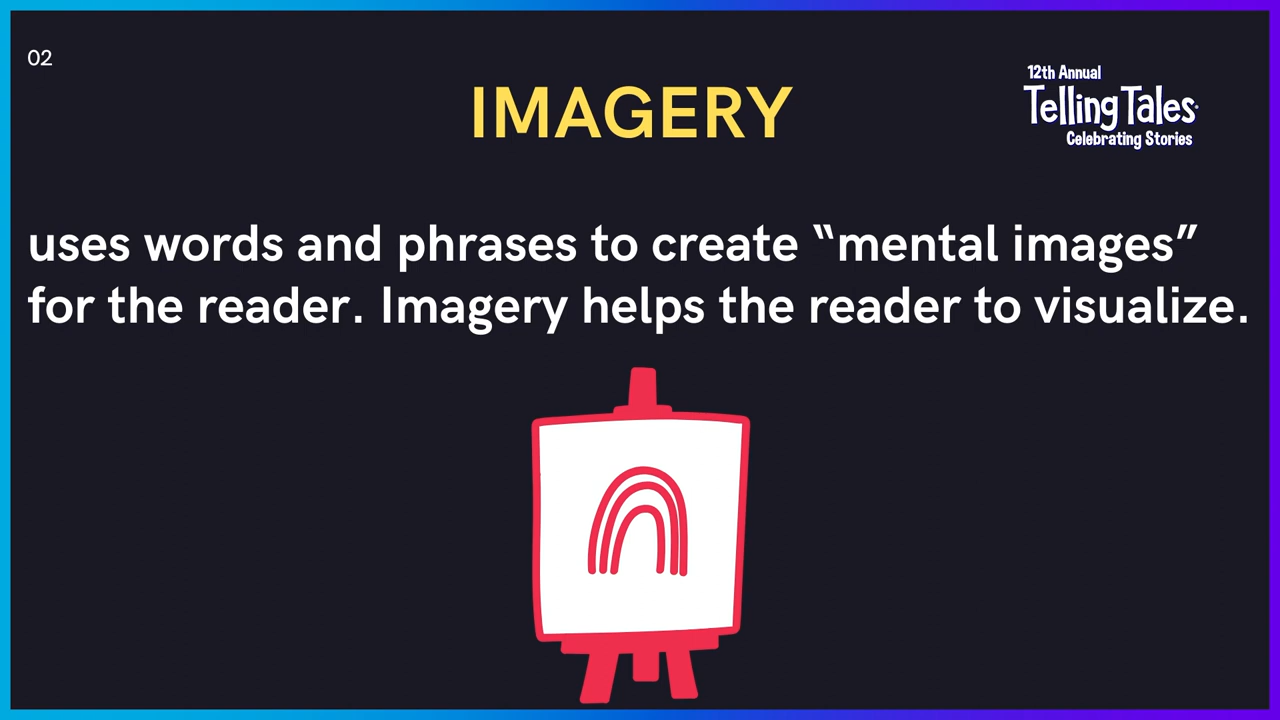 02
12th Annual
Telling Tales
Celebrating Stories
IMAGERY
uses words and phrases to create “mental images”
for the reader. Imagery helps the reader to visualize.